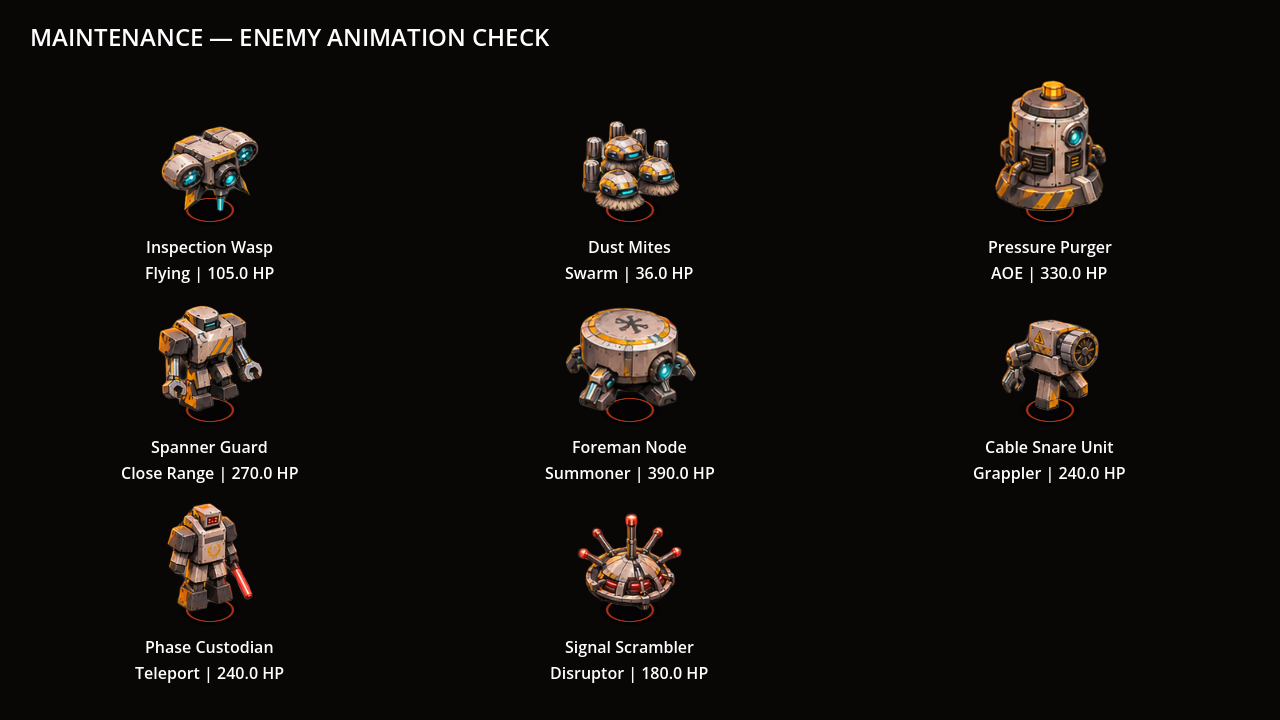 MAINTENANCE — ENEMY ANIMATION CHECK
Inspection Wasp
Flying | 105.0 HP
Dust Mites
Swarm | 36.0 HP
Pressure Purger
AOE | 330.0 HP
Spanner Guard
Close Range | 270.0 HP
Foreman Node
Summoner | 390.0 HP
Cable Snare Unit
Grappler | 240.0 HP
Phase Custodian
Teleport | 240.0 HP
Signal Scrambler
Disruptor | 180.0 HP